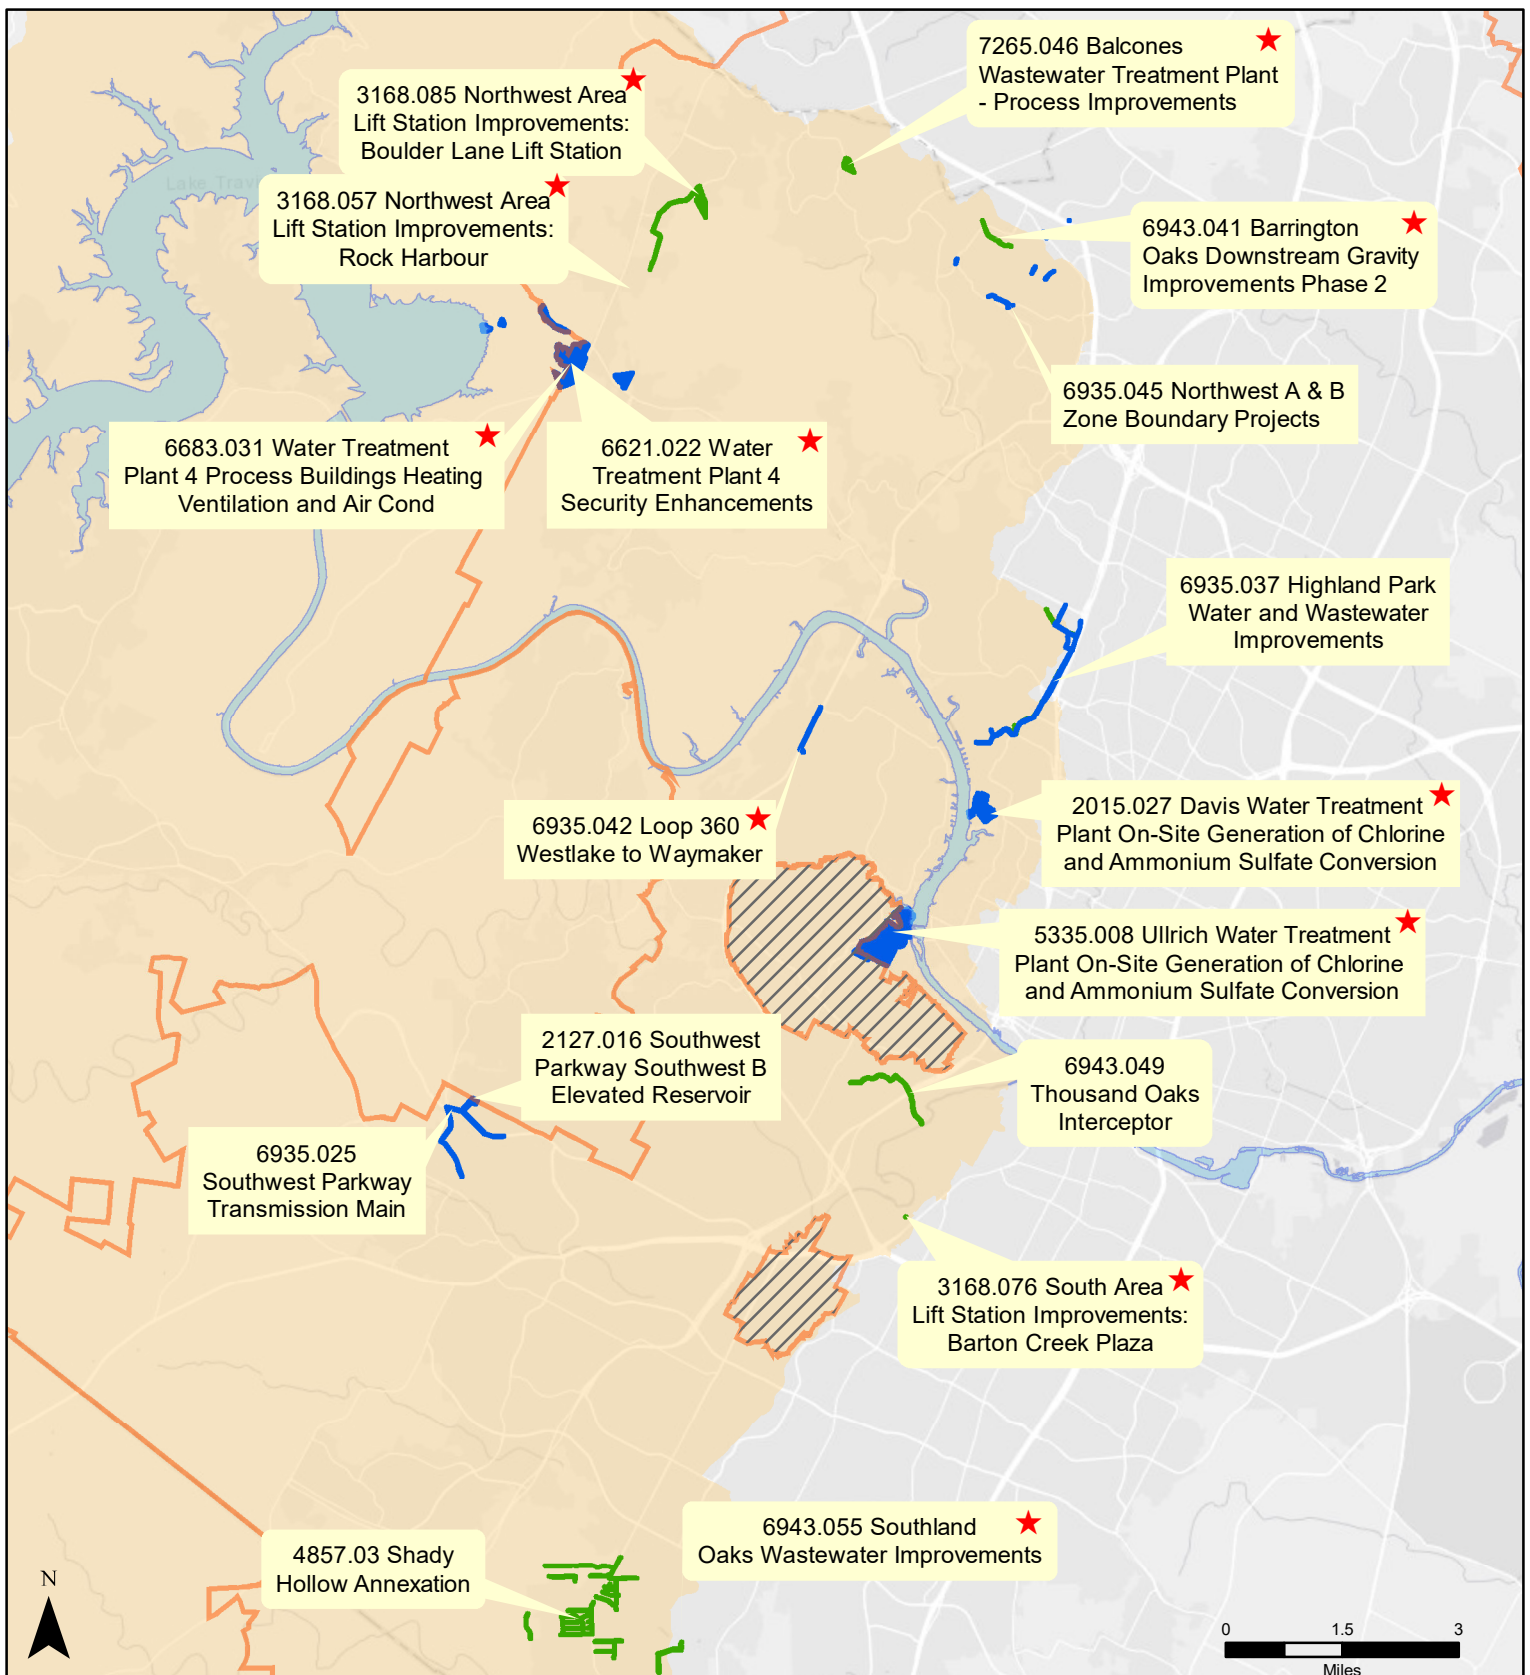 7265.046 Balcones
Wastewater Treatment Plant
- Process Improvements
3168.085 Northwest Area
Lift Station Improvements:
Boulder Lane Lift Station
3168.057 Northwest Area
Lift Station Improvements:
Rock Harbour
6943.041 Barrington
Oaks Downstream Gravity
Improvements Phase 2
6935.045 Northwest A & B
Zone Boundary Projects
6683.031 Water Treatment
Plant 4 Process Buildings Heating
Ventilation and Air Cond
6621.022 Water
Treatment Plant 4
Security Enhancements
6935.037 Highland Park
Water and Wastewater
Improvements
6935.042 Loop 360
Westlake to Waymaker
2015.027 Davis Water Treatment
Plant On-Site Generation of Chlorine
and Ammonium Sulfate Conversion
5335.008 Ullrich Water Treatment
Plant On-Site Generation of Chlorine
and Ammonium Sulfate Conversion
2127.016 Southwest
Parkway Southwest B
Elevated Reservoir
6943.049
Thousand Oaks
Interceptor
6935.025
Southwest Parkway
Transmission Main
3168.076 South Area
Lift Station Improvements:
Barton Creek Plaza
6943.055 Southland
Oaks Wastewater Improvements
4857.03 Shady
Hollow Annexation
N
0 1.5 3
Miles